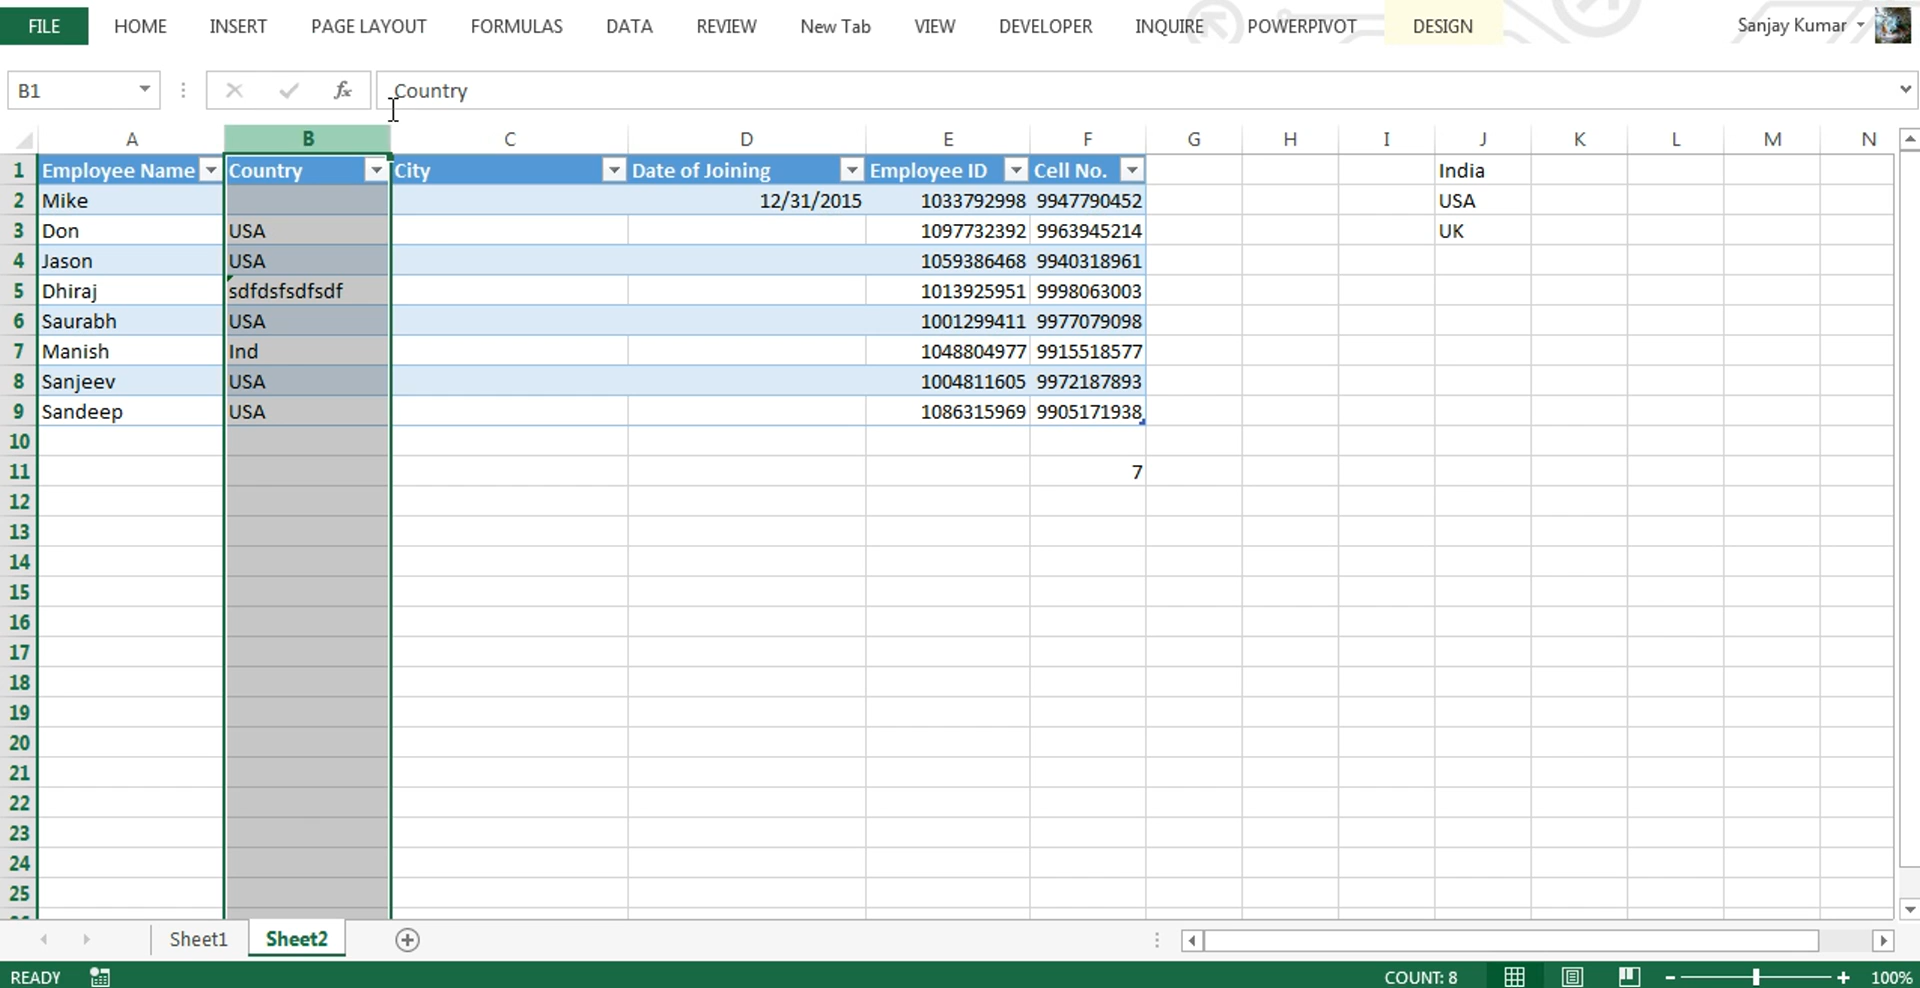 FILE HOME INSERT PAGE LAYOUT FORMULAS DATA REVIEW New Tab VIEW DEVELOPER INQUIRE POWERPIVOT DESIGN Sanjay Kumar
B1 fx Country
A B C D E F G H I J K L M N
1 Employee Name Country City Date of Joining Employee ID Cell No. India
2 Mike 12/31/2015 1033792998 9947790452 USA
3 Don USA 1097732392 9963945214 UK
4 Jason USA 1059386468 9940318961
5 Dhiraj sdfdsfsdfsdf 1013925951 9998063003
6 Saurabh USA 1001299411 9977079098
7 Manish Ind 1048804977 9915518577
8 Sanjeev USA 1004811605 9972187893
9 Sandeep USA 1086315969 9905171938
10
11 7
12
13
14
15
16
17
18
19
20
21
22
23
24
25
Sheet1 Sheet2
READY COUNT: 8 100%